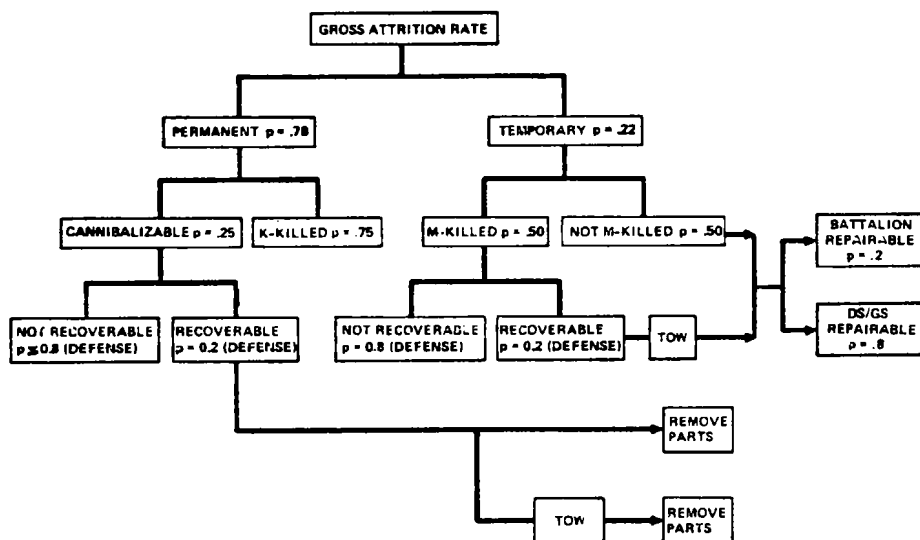 GROSS ATTRITION RATE
PERMANENT p = .78
TEMPORARY p = .22
CANNIBALIZABLE p = .25
K-KILLED p = .75
M-KILLED p = .50
NOT M-KILLED p = .50
BATTALION
REPAIRABLE
p = .2
NOT RECOVERABLE
p = 0.8 (DEFENSE)
RECOVERABLE
p = 0.2 (DEFENSE)
NOT RECOVERABLE
p = 0.8 (DEFENSE)
RECOVERABLE
p = 0.2 (DEFENSE)
TOW
DS/GS
REPAIRABLE
p = .8
REMOVE
PARTS
TOW
REMOVE
PARTS